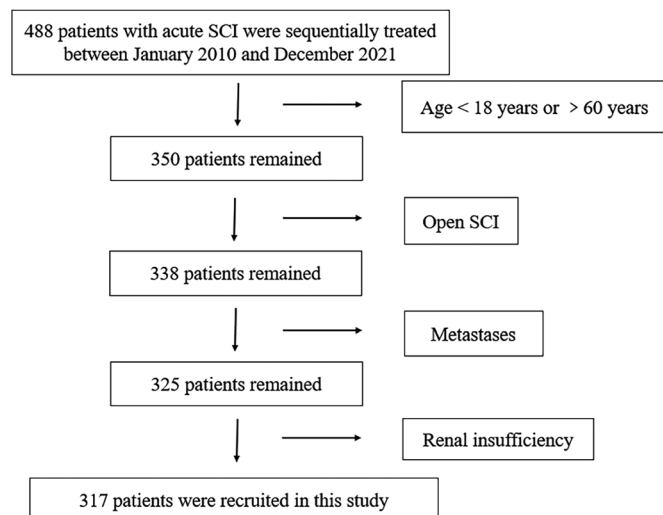 488 patients with acute SCI were sequentially treated
between January 2010 and December 2021
Age < 18 years or > 60 years
350 patients remained
Open SCI
338 patients remained
Metastases
325 patients remained
Renal insufficiency
317 patients were recruited in this study